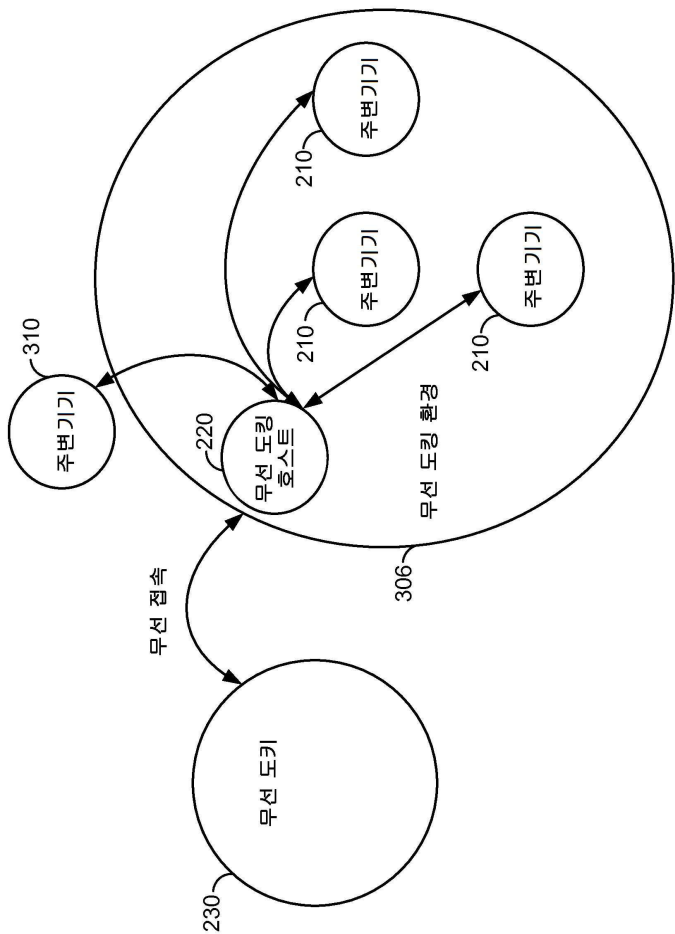 310
주변기기
210
주변기기
210
주변기기
210
주변기기
220
무선 도킹
호스트
무선 도킹 환경
306
무선 접속
무선 도키
230